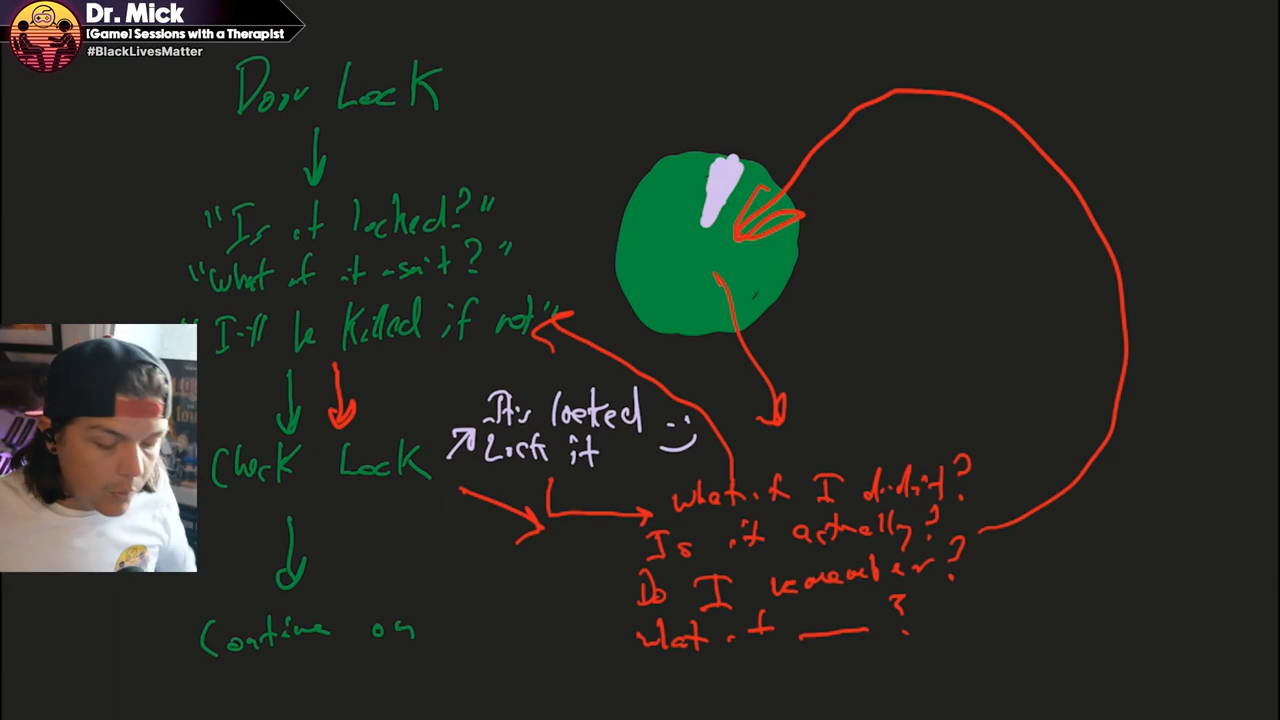 Dr. Mick
[Game] Sessions with a Therapist
#BlackLivesMatter
Door Lock
"Is it locked?"
"What if it isn't?"
"I'll be killed if not"
Check Lock
It's locked
Lock it
What if I didn't?
Is it actually?
Do I remember?
what if ___?
Continue on